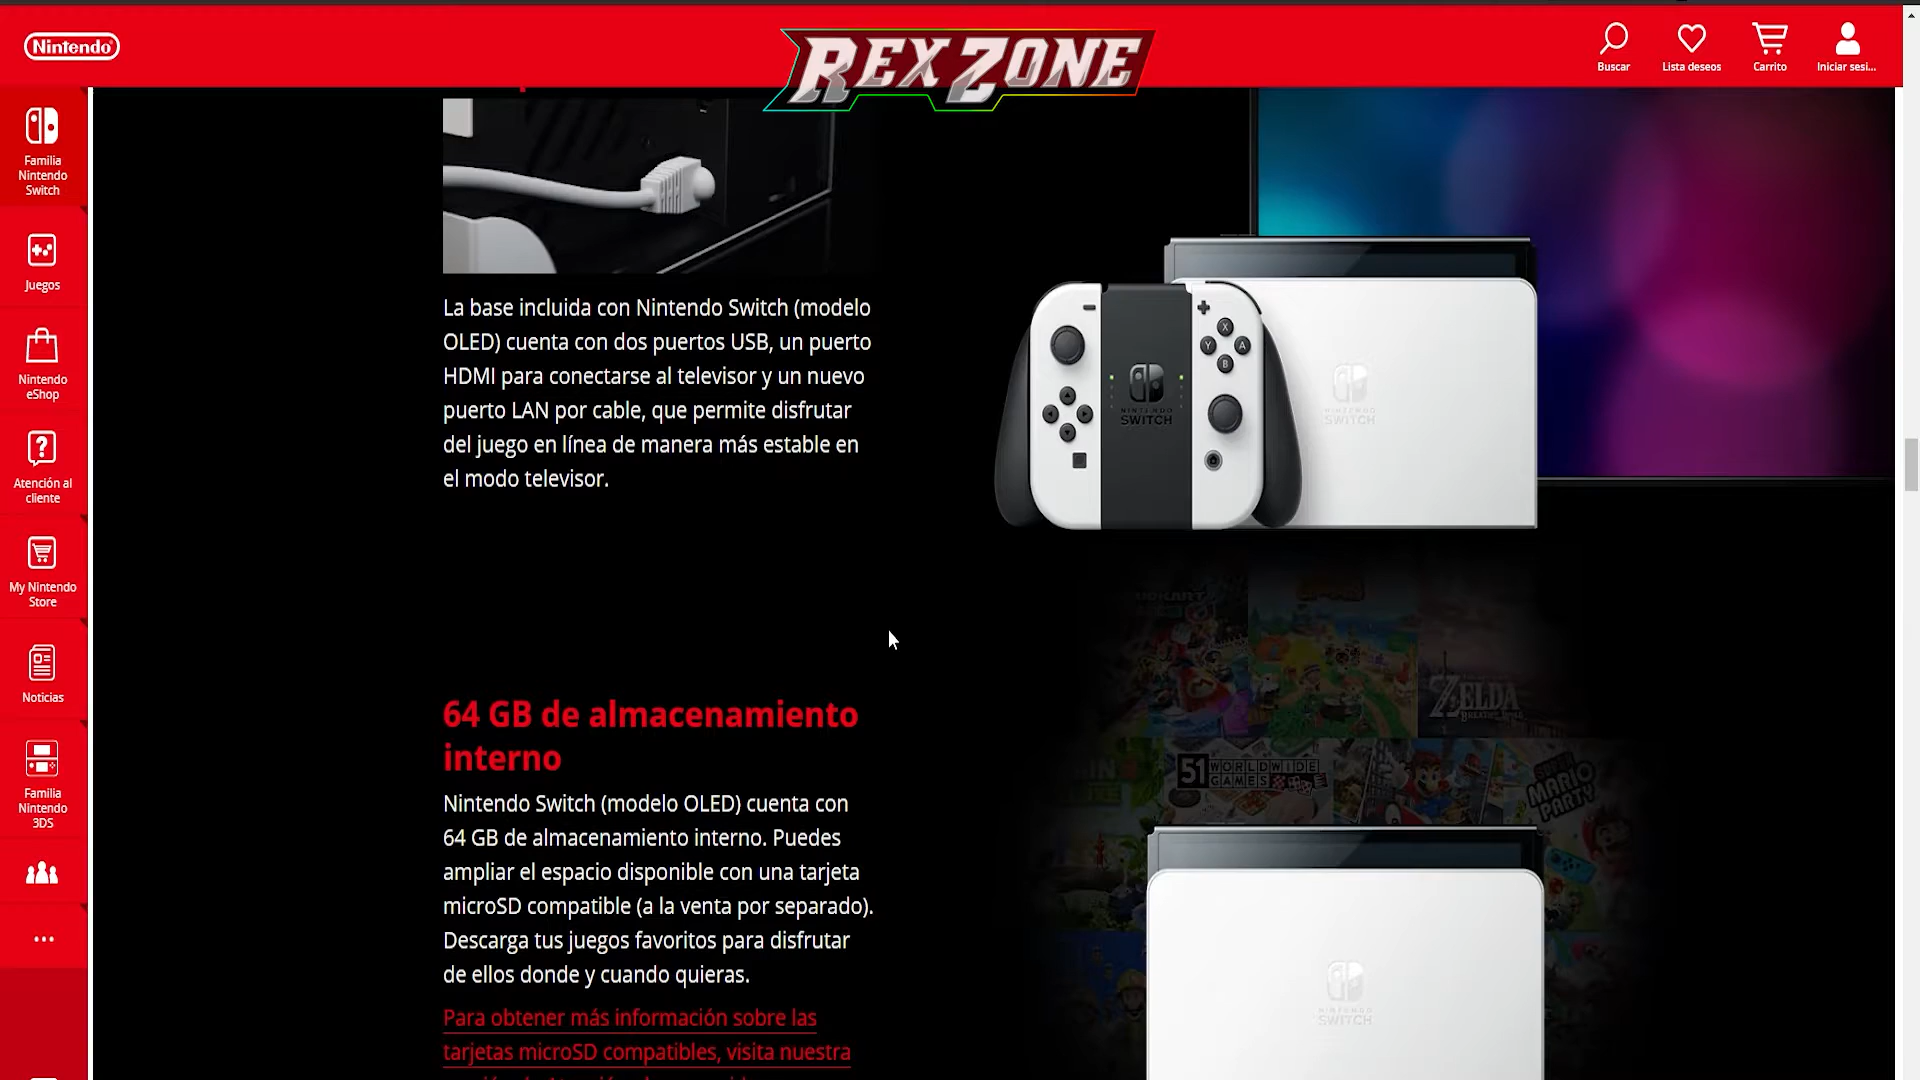 Nintendo
REX ZONE
Buscar
Lista deseos
Carrito
Iniciar sesi...
Familia
Nintendo
Switch
Juegos
Nintendo
eShop
Atención al
cliente
My Nintendo
Store
Noticias
Familia
Nintendo
3DS
...
La base incluida con Nintendo Switch (modelo
OLED) cuenta con dos puertos USB, un puerto
HDMI para conectarse al televisor y un nuevo
puerto LAN por cable, que permite disfrutar
del juego en línea de manera más estable en
el modo televisor.
X
Y
A
B
NINTENDO
SWITCH
NINTENDO
SWITCH
64 GB de almacenamiento
interno
Nintendo Switch (modelo OLED) cuenta con
64 GB de almacenamiento interno. Puedes
ampliar el espacio disponible con una tarjeta
microSD compatible (a la venta por separado).
Descarga tus juegos favoritos para disfrutar
de ellos donde y cuando quieras.
Para obtener más información sobre las
tarjetas microSD compatibles, visita nuestra
ZELDA
51 WORLDWIDE
GAMES
SUPER
MARIO
PARTY
NINTENDO
SWITCH